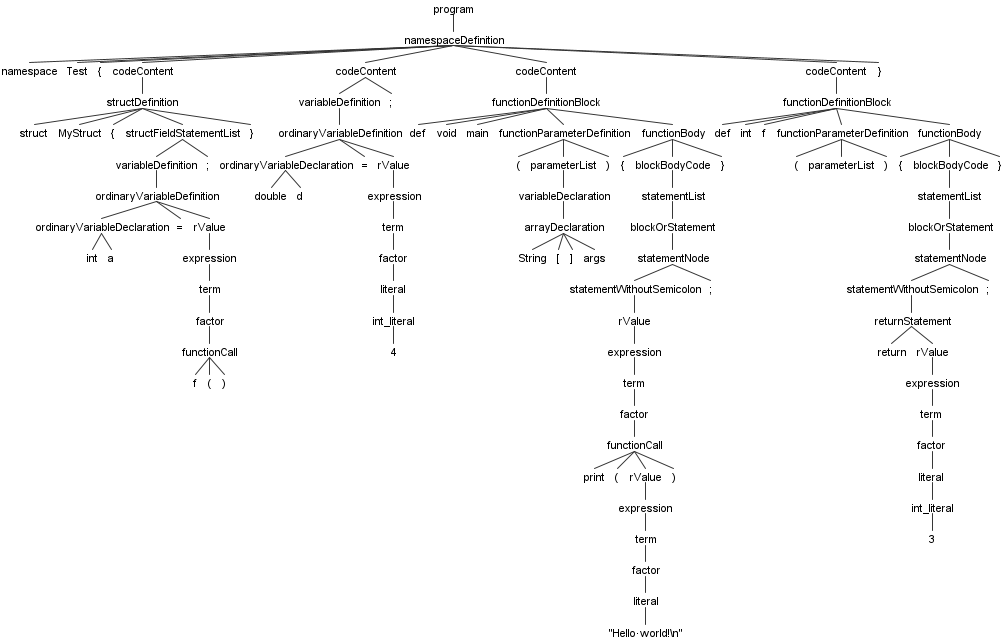 program
namespaceDefinition
namespace Test { codeContent codeContent codeContent codeContent }
structDefinition variableDefinition ; functionDefinitionBlock functionDefinitionBlock
struct MyStruct { structFieldStatementList } ordinaryVariableDefinition def void main functionParameterDefinition functionBody def int f functionParameterDefinition functionBody
variableDefinition ; ordinaryVariableDeclaration = rValue ( parameterList ) { blockBodyCode } ( parameterList ) { blockBodyCode }
ordinaryVariableDefinition double d expression variableDeclaration statementList statementList
ordinaryVariableDeclaration = rValue term arrayDeclaration blockOrStatement blockOrStatement
int a expression factor String [ ] args statementNode statementNode
term literal statementWithoutSemicolon ; statementWithoutSemicolon ;
factor int_literal rValue returnStatement
functionCall 4 expression return rValue
f ( ) term expression
factor term
functionCall factor
print ( rValue ) literal
expression int_literal
term 3
factor
literal
"Hello·world!\n"